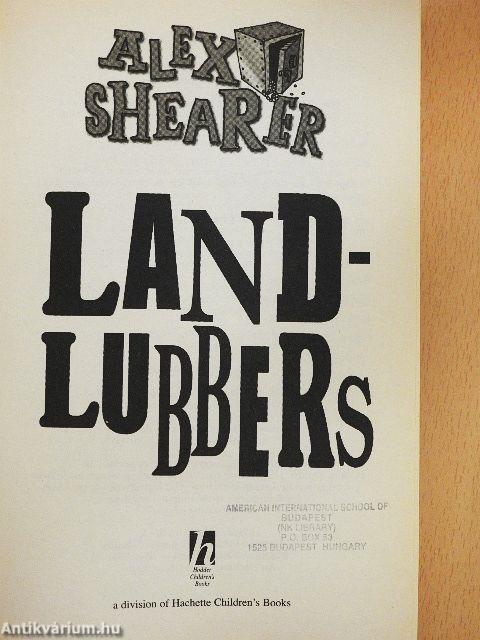 ALEX
SHEARER
LAND-
LUBBERS
AMERICAN INTERNATIONAL SCHOOL OF
BUDAPEST
(NK LIBRARY)
P.O. BOX 53
1525 BUDAPEST HUNGARY
h
Hodder
Children's
Books
a division of Hachette Children's Books
Antikvárium.hu